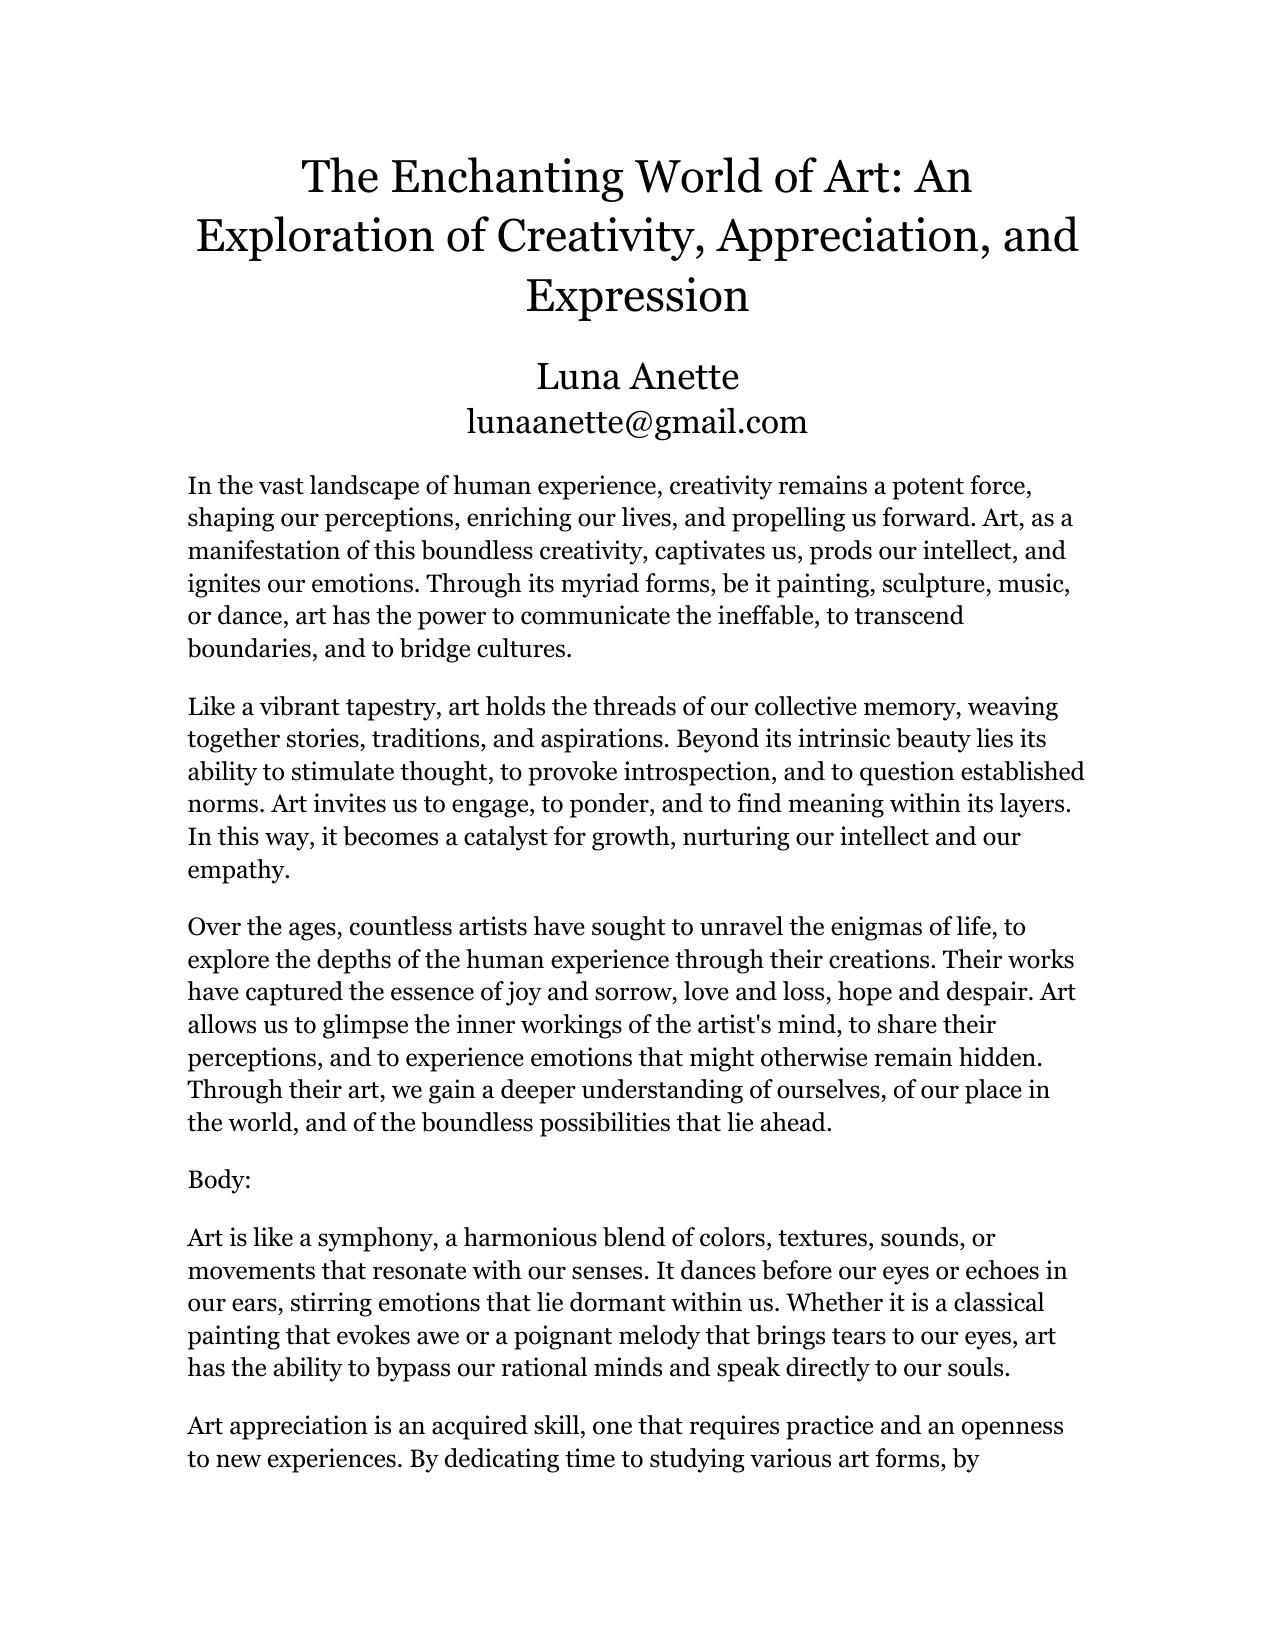 The Enchanting World of Art: An
Exploration of Creativity, Appreciation, and
Expression
Luna Anette
lunaanette@gmail.com
In the vast landscape of human experience, creativity remains a potent force,
shaping our perceptions, enriching our lives, and propelling us forward. Art, as a
manifestation of this boundless creativity, captivates us, prods our intellect, and
ignites our emotions. Through its myriad forms, be it painting, sculpture, music,
or dance, art has the power to communicate the ineffable, to transcend
boundaries, and to bridge cultures.
Like a vibrant tapestry, art holds the threads of our collective memory, weaving
together stories, traditions, and aspirations. Beyond its intrinsic beauty lies its
ability to stimulate thought, to provoke introspection, and to question established
norms. Art invites us to engage, to ponder, and to find meaning within its layers.
In this way, it becomes a catalyst for growth, nurturing our intellect and our
empathy.
Over the ages, countless artists have sought to unravel the enigmas of life, to
explore the depths of the human experience through their creations. Their works
have captured the essence of joy and sorrow, love and loss, hope and despair. Art
allows us to glimpse the inner workings of the artist's mind, to share their
perceptions, and to experience emotions that might otherwise remain hidden.
Through their art, we gain a deeper understanding of ourselves, of our place in
the world, and of the boundless possibilities that lie ahead.
Body:
Art is like a symphony, a harmonious blend of colors, textures, sounds, or
movements that resonate with our senses. It dances before our eyes or echoes in
our ears, stirring emotions that lie dormant within us. Whether it is a classical
painting that evokes awe or a poignant melody that brings tears to our eyes, art
has the ability to bypass our rational minds and speak directly to our souls.
Art appreciation is an acquired skill, one that requires practice and an openness
to new experiences. By dedicating time to studying various art forms, by